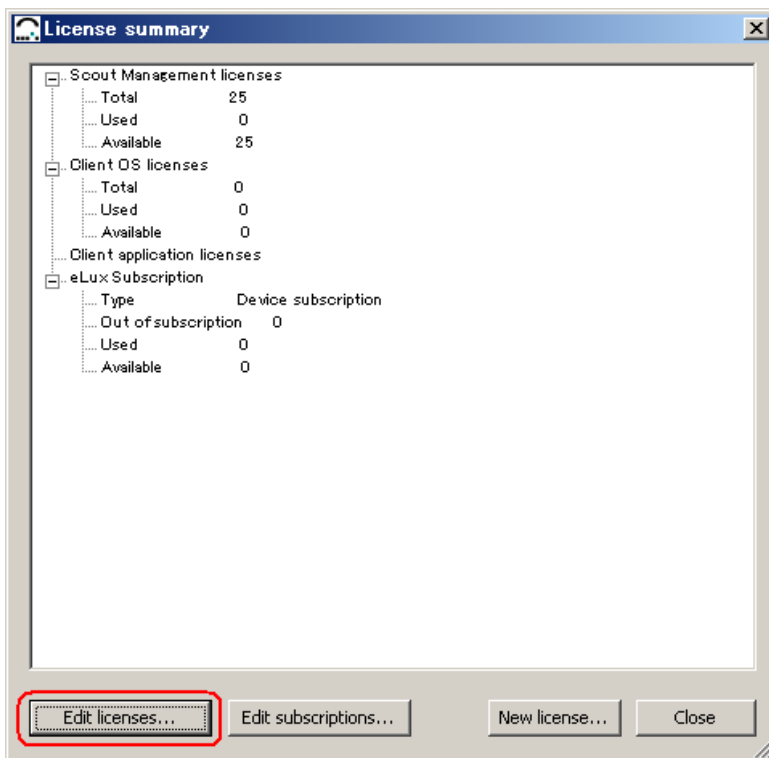 License summary
Scout Management licenses
Total 25
Used 0
Available 25
Client OS licenses
Total 0
Used 0
Available 0
Client application licenses
eLux Subscription
Type Device subscription
Out of subscription 0
Used 0
Available 0
Edit licenses... Edit subscriptions... New license... Close